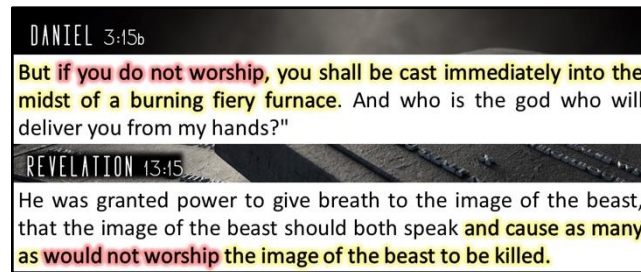 DANIEL 3:15b
But if you do not worship, you shall be cast immediately into the
midst of a burning fiery furnace. And who is the god who will
deliver you from my hands?"
REVELATION 13:15
He was granted power to give breath to the image of the beast,
that the image of the beast should both speak and cause as many
as would not worship the image of the beast to be killed.